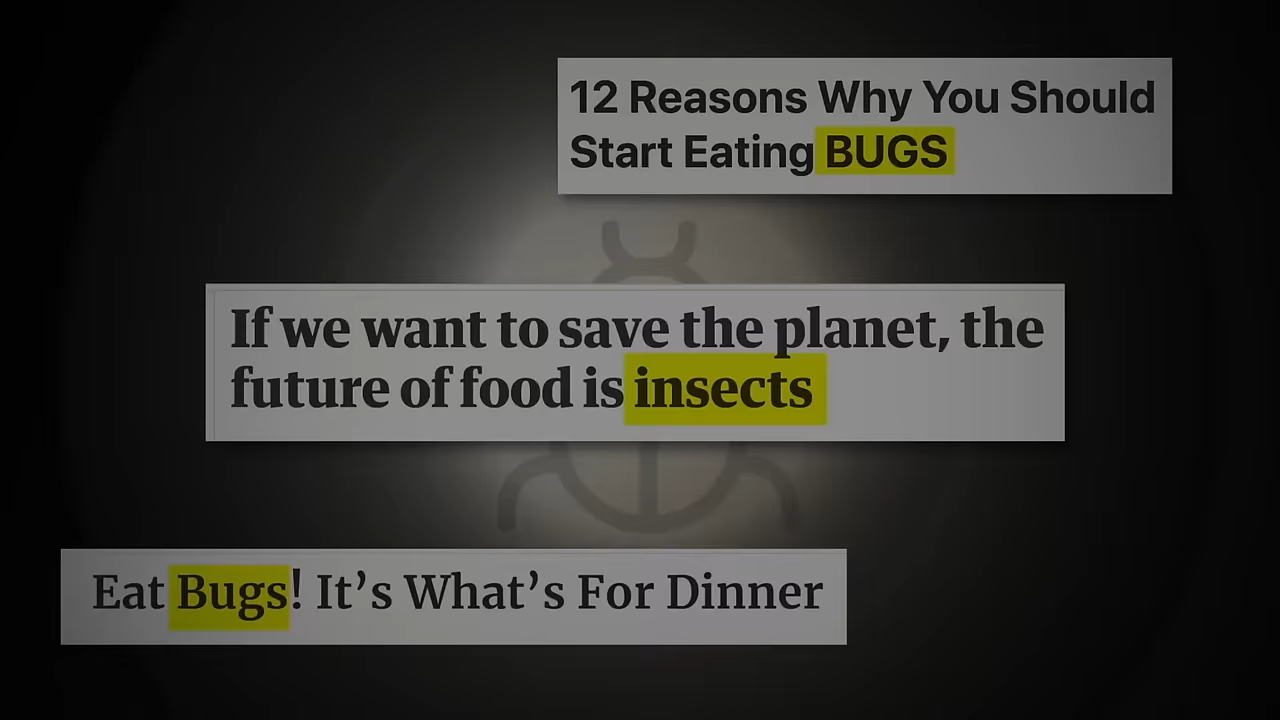 12 Reasons Why You Should
Start Eating BUGS
If we want to save the planet, the
future of food is insects
Eat Bugs! It’s What’s For Dinner